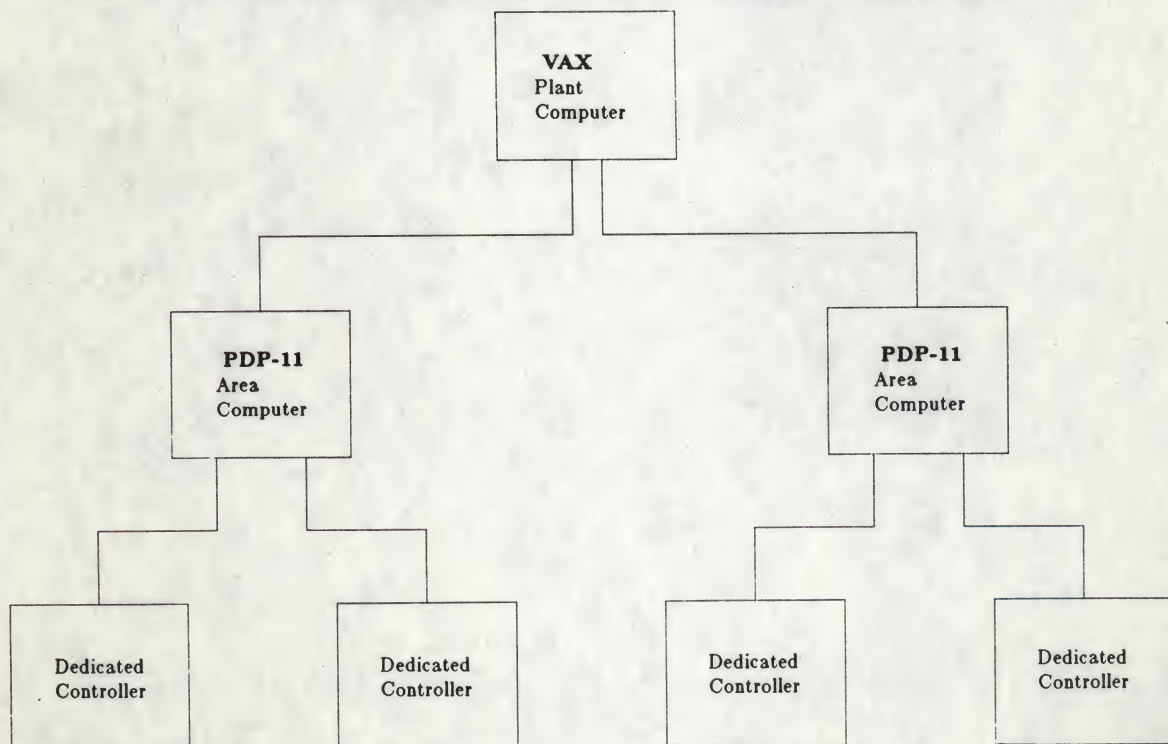 VAX
Plant
Computer
PDP-11
Area
Computer
PDP-11
Area
Computer
Dedicated
Controller
Dedicated
Controller
Dedicated
Controller
Dedicated
Controller